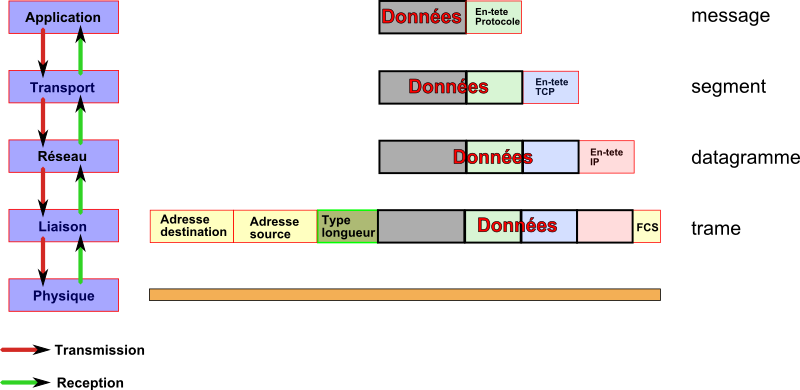 Application
Données
En-tete
Protocole
message
Transport
Données
En-tete
TCP
segment
Réseau
Données
En-tete
IP
datagramme
Liaison
Adresse
destination
Adresse
source
Type
longueur
Données
FCS
trame
Physique
Transmission
Reception